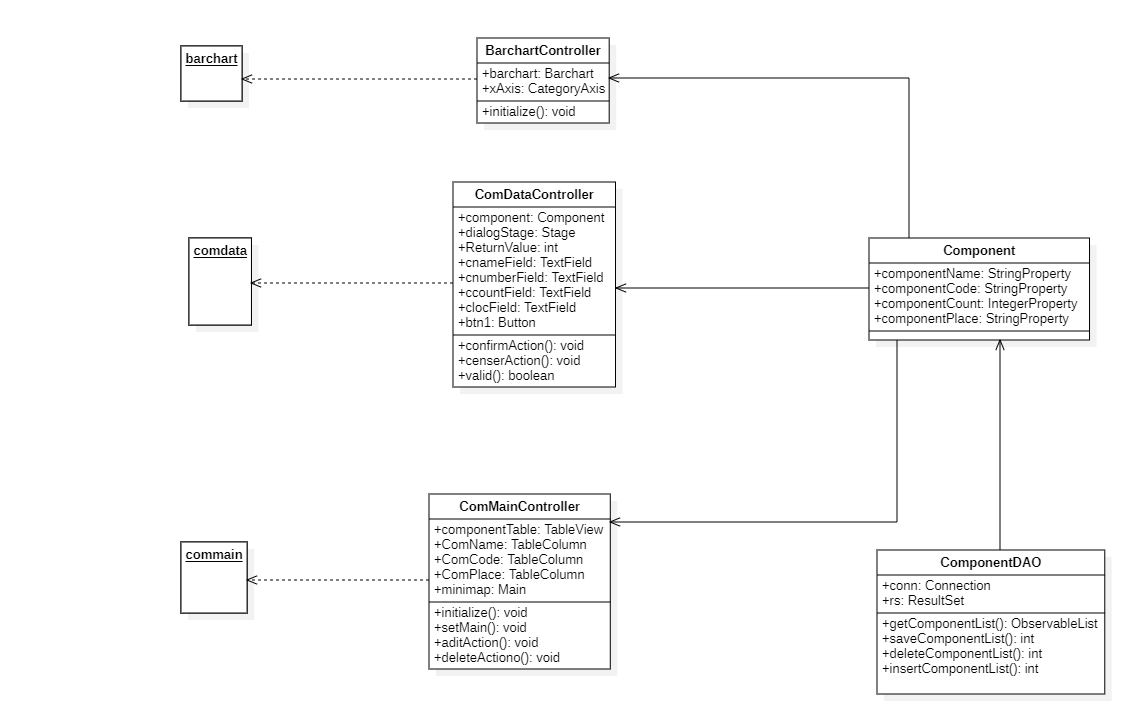 barchart
BarchartController
+barchart: Barchart
+xAxis: CategoryAxis
+initialize(): void
comdata
ComDataController
+component: Component
+dialogStage: Stage
+ReturnValue: int
+cnameField: TextField
+cnumberField: TextField
+ccountField: TextField
+clocField: TextField
+btn1: Button
+confirmAction(): void
+censerAction(): void
+valid(): boolean
Component
+componentName: StringProperty
+componentCode: StringProperty
+componentCount: IntegerProperty
+componentPlace: StringProperty
commain
ComMainController
+componentTable: TableView
+ComName: TableColumn
+ComCode: TableColumn
+ComPlace: TableColumn
+minimap: Main
+initialize(): void
+setMain(): void
+aditAction(): void
+deleteActiono(): void
ComponentDAO
+conn: Connection
+rs: ResultSet
+getComponentList(): ObservableList
+saveComponentList(): int
+deleteComponentList(): int
+insertComponentList(): int